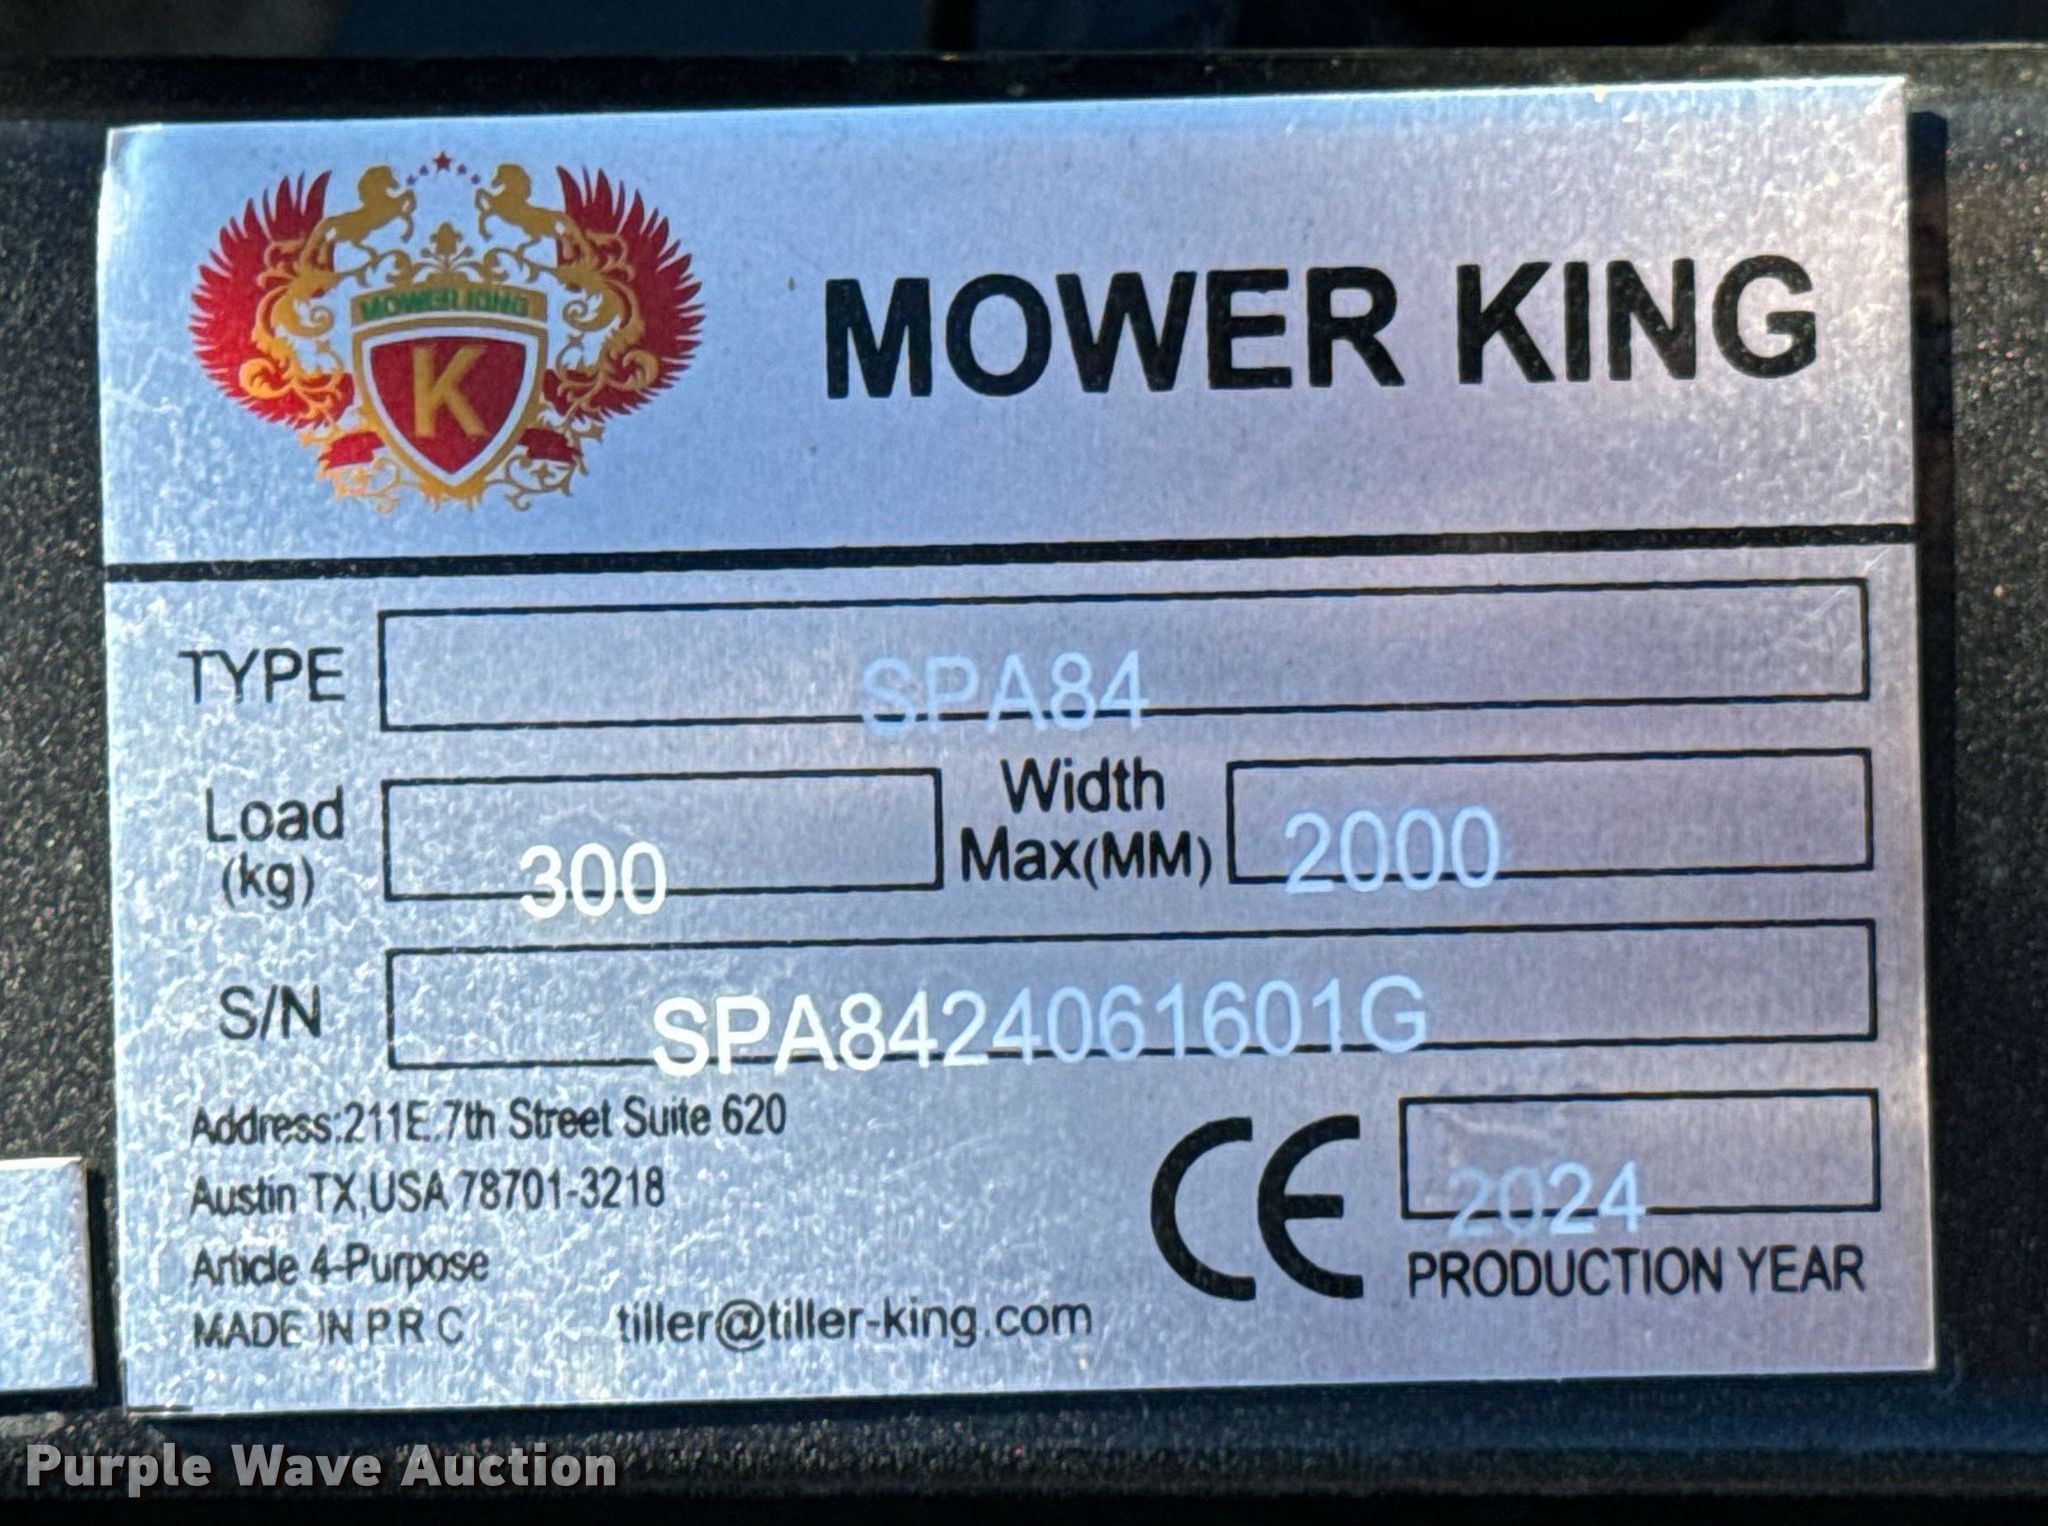 MOWER KING
K
MOWER KING
TYPE SPA84
Load (kg) 300 Width Max(MM) 2000
S/N SPA8424061601G
Address:211E.7th Street Suite 620
Austin TX,USA 78701-3218
Article 4-Purpose
MADE IN P R C tiller@tiller-king.com
CE 2024
PRODUCTION YEAR
Purple Wave Auction